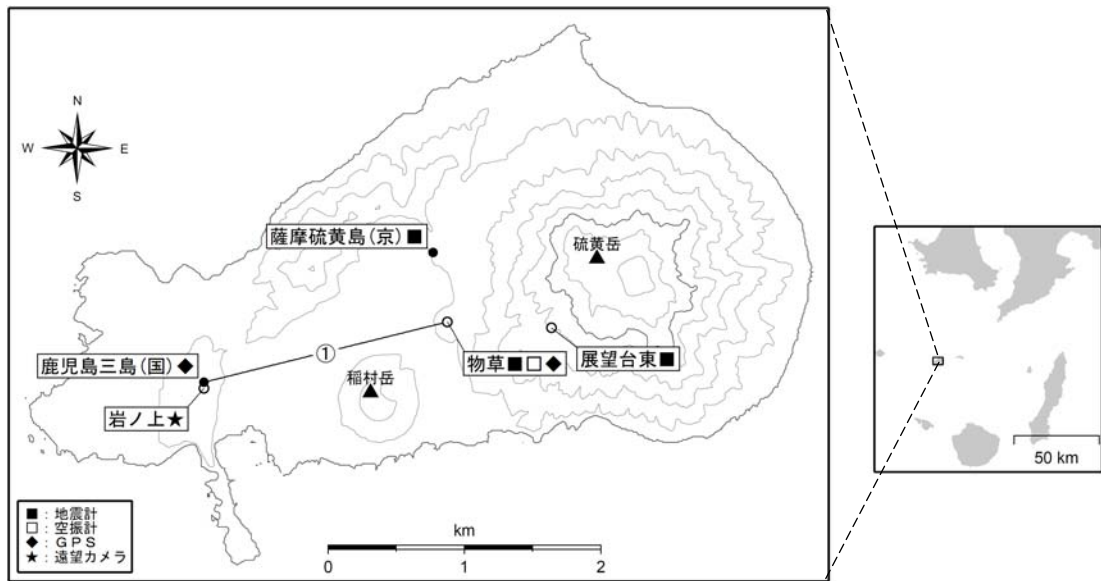 N
W E
S
薩摩硫黄島(京)■
硫黄岳
①
鹿児島三島(国)◆
物草■□◆
展望台東■
稲村岳
岩ノ上★
■:地震計
□:空振計
◆:GPS
★:遠望カメラ
km
0 1 2
50 km